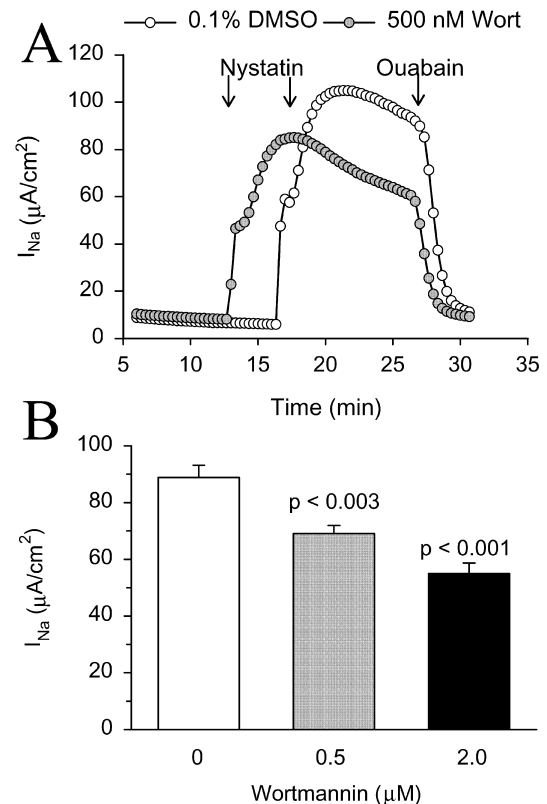 A
0.1% DMSO 500 nM Wort
120
100
80
60
40
20
0
I_Na (μA/cm²)
Nystatin Ouabain
5 10 15 20 25 30 35
Time (min)
B
100
80
60
40
20
0
I_Na (μA/cm²)
p < 0.003
p < 0.001
0 0.5 2.0
Wortmannin (μM)